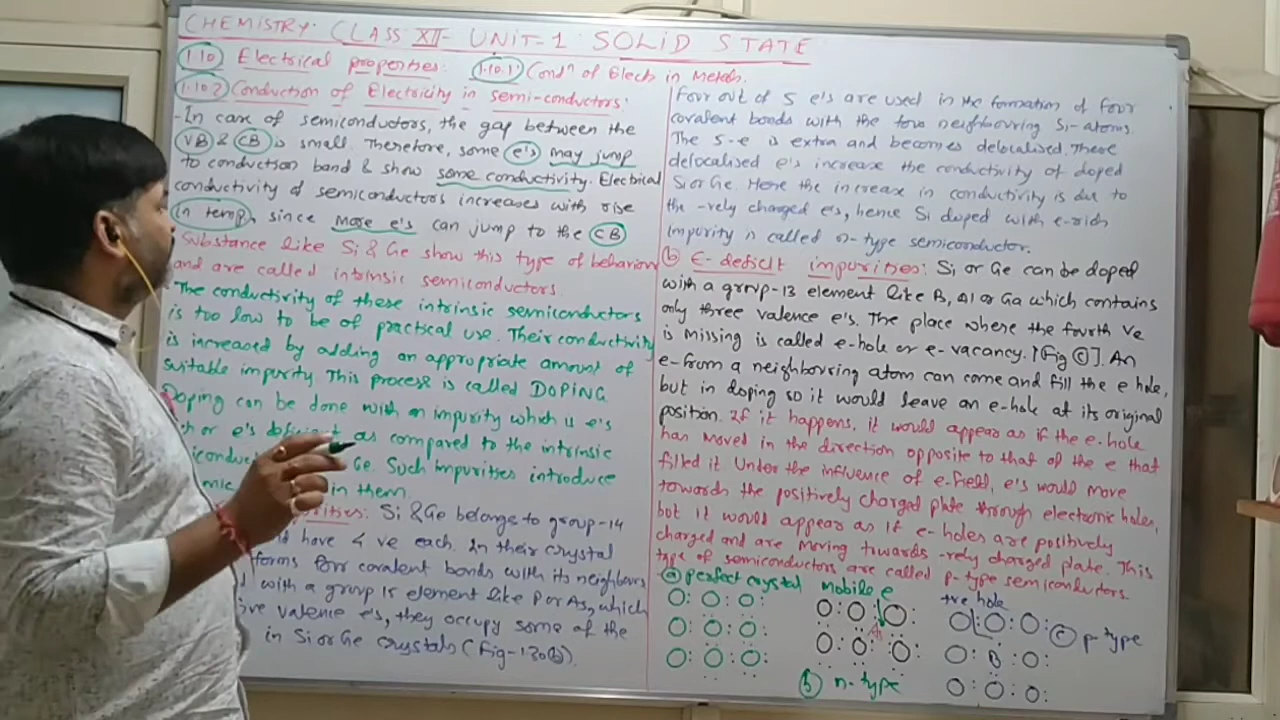 CHEMISTRY. CLASS XII- UNIT-1 SOLID STATE
1.10 Electrical properties: 1.10.1 Condn of Elect. in Metals.
1.10.2 Conduction of Electricity in semi-conductors:
-In case of semiconductors, the gap between the
VB & CB is small. Therefore, some e's may jump
to conduction band & show some conductivity. Electrical
conductivity of semiconductors increases with rise
In temp, since more e's can jump to the CB
Substance like Si & Ge show this type of behaviour
and are called intrinsic semiconductors
The conductivity of these intrinsic semiconductors
is too low to be of practical use. Their conductivity
is increased by adding an appropriate amount of
suitable impurity. This process is called DOPING
Doping can be done with an impurity which is e's
or e's deficient as compared to the intrinsic
Ge. Such impurities introduce
in them.
Si & Ge belongs to group-14
have 4 ve each. In their crystal
forms four covalent bonds with its neighbours
with a group 15 element like P or As, which
valence e's, they occupy some of the
in Si or Ge crystals (Fig-1.30b).
Four out of 5 e's are used in the formation of four
covalent bonds with the four neighbouring Si-atoms.
The 5-e is extra and becomes delocalised. These
delocalised e's increase the conductivity of doped
Si or Ge. Here the increase in conductivity is due to
the -vely charged e's, hence Si doped with e-rich
impurity is called n-type semiconductor.
(b) E-deficit impurities: Si or Ge can be doped
with a group-13 element like B, Al or Ga which contains
only three valence e's. The place where the fourth ve
is missing is called e-hole or e-vacancy. [Fig (c)]. An
e-from a neighbouring atom can come and fill the e hole,
but in doping so it would leave an e-hole at its original
position. If it happens, it would appear as if the e-hole
has moved in the direction opposite to that of the e that
filled it. Under the influence of e-field, e's would move
towards the positively charged plate through electronic holes,
but it would appear as if e-holes are positively
charged and are moving towards -vely charged plate. This
type of semiconductors are called p-type semiconductors.
(a) perfect crystal mobile e
+ve hole
As
B
(c) p-type
(b) n-type